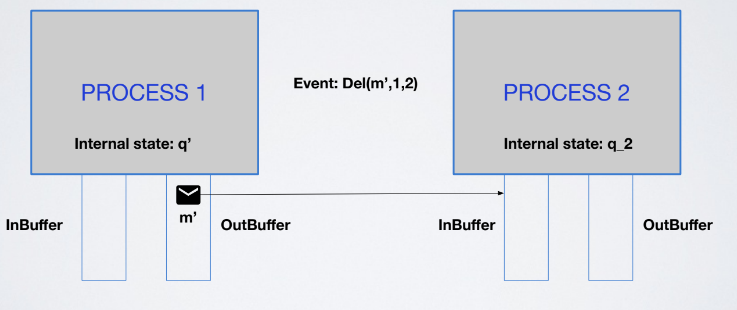 PROCESS 1
Event: Del(m’,1,2)
PROCESS 2
Internal state: q’
Internal state: q_2
m’
InBuffer
OutBuffer
InBuffer
OutBuffer